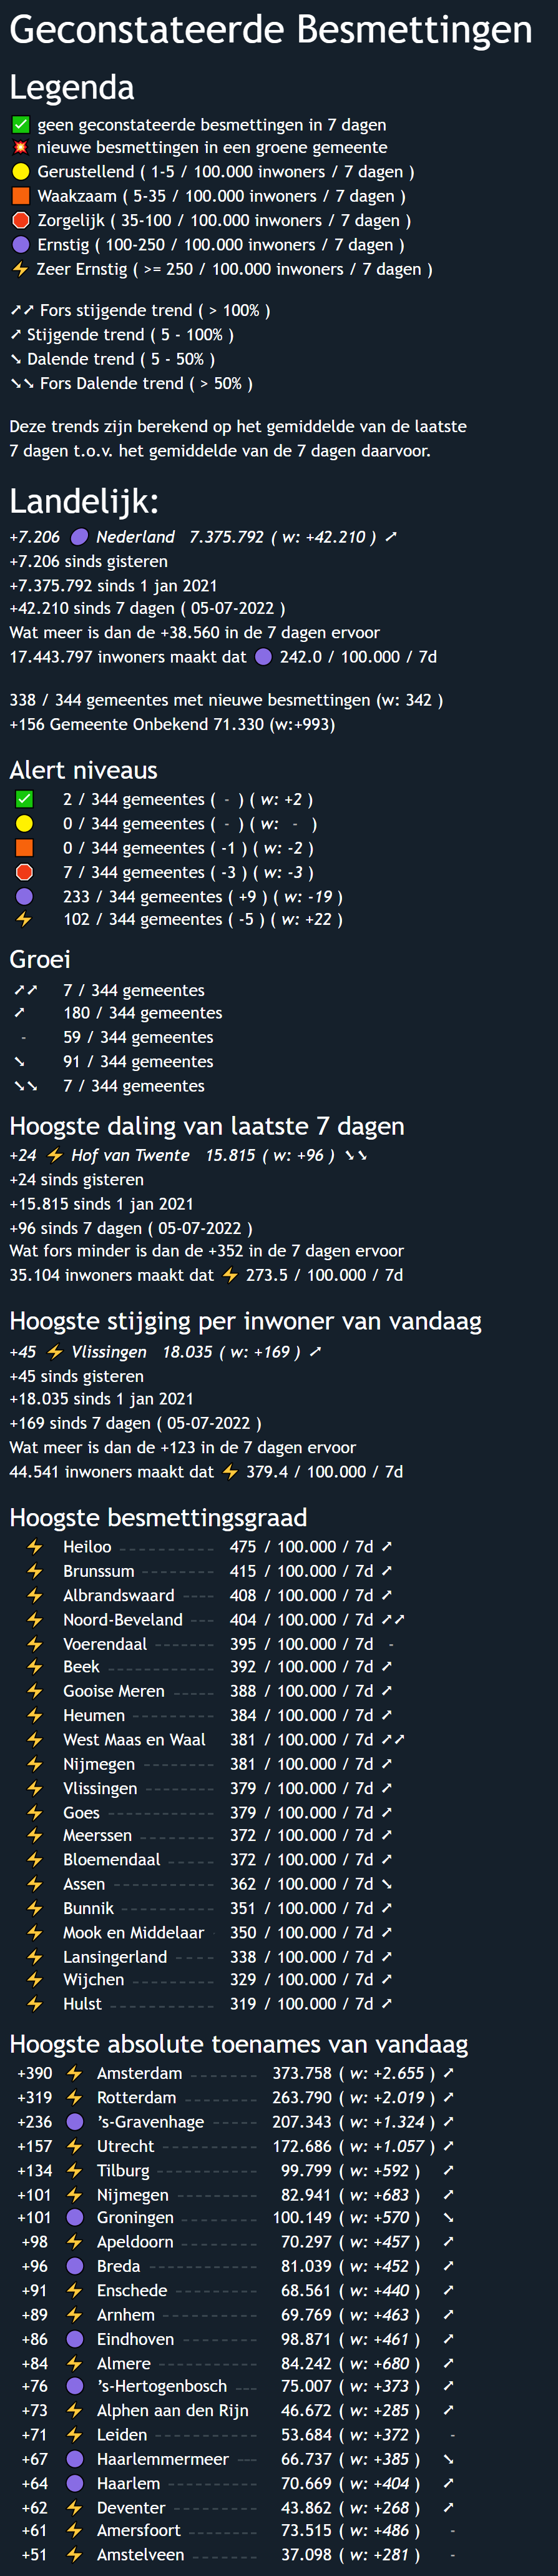 Geconstateerde Besmettingen
Legenda
✅ geen geconstateerde besmettingen in 7 dagen
💥 nieuwe besmettingen in een groene gemeente
🟡 Gerustellend ( 1-5 / 100.000 inwoners / 7 dagen )
🟧 Waakzaam ( 5-35 / 100.000 inwoners / 7 dagen )
🛑 Zorgelijk ( 35-100 / 100.000 inwoners / 7 dagen )
🟣 Ernstig ( 100-250 / 100.000 inwoners / 7 dagen )
⚡ Zeer Ernstig ( >= 250 / 100.000 inwoners / 7 dagen )
➚➚ Fors stijgende trend ( > 100% )
➚ Stijgende trend ( 5 - 100% )
➘ Dalende trend ( 5 - 50% )
➘➘ Fors Dalende trend ( > 50% )
Deze trends zijn berekend op het gemiddelde van de laatste
7 dagen t.o.v. het gemiddelde van de 7 dagen daarvoor.
Landelijk:
+7.206 🟣 Nederland 7.375.792 ( w: +42.210 ) ➚
+7.206 sinds gisteren
+7.375.792 sinds 1 jan 2021
+42.210 sinds 7 dagen ( 05-07-2022 )
Wat meer is dan de +38.560 in de 7 dagen ervoor
17.443.797 inwoners maakt dat 🟣 242.0 / 100.000 / 7d
338 / 344 gemeentes met nieuwe besmettingen (w: 342 )
+156 Gemeente Onbekend 71.330 (w:+993)
Alert niveaus
✅ 2 / 344 gemeentes ( - ) ( w: +2 )
🟡 0 / 344 gemeentes ( - ) ( w: - )
🟧 0 / 344 gemeentes ( -1 ) ( w: -2 )
🛑 7 / 344 gemeentes ( -3 ) ( w: -3 )
🟣 233 / 344 gemeentes ( +9 ) ( w: -19 )
⚡ 102 / 344 gemeentes ( -5 ) ( w: +22 )
Groei
➚➚ 7 / 344 gemeentes
➚ 180 / 344 gemeentes
- 59 / 344 gemeentes
➘ 91 / 344 gemeentes
➘➘ 7 / 344 gemeentes
Hoogste daling van laatste 7 dagen
+24 ⚡ Hof van Twente 15.815 ( w: +96 ) ➘➘
+24 sinds gisteren
+15.815 sinds 1 jan 2021
+96 sinds 7 dagen ( 05-07-2022 )
Wat fors minder is dan de +352 in de 7 dagen ervoor
35.104 inwoners maakt dat ⚡ 273.5 / 100.000 / 7d
Hoogste stijging per inwoner van vandaag
+45 ⚡ Vlissingen 18.035 ( w: +169 ) ➚
+45 sinds gisteren
+18.035 sinds 1 jan 2021
+169 sinds 7 dagen ( 05-07-2022 )
Wat meer is dan de +123 in de 7 dagen ervoor
44.541 inwoners maakt dat ⚡ 379.4 / 100.000 / 7d
Hoogste besmettingsgraad
⚡ Heiloo 475 / 100.000 / 7d ➚
⚡ Brunssum 415 / 100.000 / 7d ➚
⚡ Albrandswaard 408 / 100.000 / 7d ➚
⚡ Noord-Beveland 404 / 100.000 / 7d ➚➚
⚡ Voerendaal 395 / 100.000 / 7d -
⚡ Beek 392 / 100.000 / 7d ➚
⚡ Gooise Meren 388 / 100.000 / 7d ➚
⚡ Heumen 384 / 100.000 / 7d ➚
⚡ West Maas en Waal 381 / 100.000 / 7d ➚➚
⚡ Nijmegen 381 / 100.000 / 7d ➚
⚡ Vlissingen 379 / 100.000 / 7d ➚
⚡ Goes 379 / 100.000 / 7d ➚
⚡ Meerssen 372 / 100.000 / 7d ➚
⚡ Bloemendaal 372 / 100.000 / 7d ➚
⚡ Assen 362 / 100.000 / 7d ➘
⚡ Bunnik 351 / 100.000 / 7d ➚
⚡ Mook en Middelaar 350 / 100.000 / 7d ➚
⚡ Lansingerland 338 / 100.000 / 7d ➚
⚡ Wijchen 329 / 100.000 / 7d ➚
⚡ Hulst 319 / 100.000 / 7d ➚
Hoogste absolute toenames van vandaag
+390 ⚡ Amsterdam 373.758 ( w: +2.655 ) ➚
+319 ⚡ Rotterdam 263.790 ( w: +2.019 ) ➚
+236 🟣 's-Gravenhage 207.343 ( w: +1.324 ) ➚
+157 ⚡ Utrecht 172.686 ( w: +1.057 ) ➚
+134 ⚡ Tilburg 99.799 ( w: +592 ) ➚
+101 ⚡ Nijmegen 82.941 ( w: +683 ) ➚
+101 🟣 Groningen 100.149 ( w: +570 ) ➘
+98 ⚡ Apeldoorn 70.297 ( w: +457 ) ➚
+96 🟣 Breda 81.039 ( w: +452 ) ➚
+91 ⚡ Enschede 68.561 ( w: +440 ) ➚
+89 ⚡ Arnhem 69.769 ( w: +463 ) ➚
+86 🟣 Eindhoven 98.871 ( w: +461 ) ➚
+84 ⚡ Almere 84.242 ( w: +680 ) ➚
+76 🟣 's-Hertogenbosch 75.007 ( w: +373 ) ➚
+73 ⚡ Alphen aan den Rijn 46.672 ( w: +285 ) ➚
+71 ⚡ Leiden 53.684 ( w: +372 ) -
+67 🟣 Haarlemmermeer 66.737 ( w: +385 ) ➘
+64 🟣 Haarlem 70.669 ( w: +404 ) ➚
+62 ⚡ Deventer 43.862 ( w: +268 ) ➚
+61 ⚡ Amersfoort 73.515 ( w: +486 ) -
+51 ⚡ Amstelveen 37.098 ( w: +281 ) -